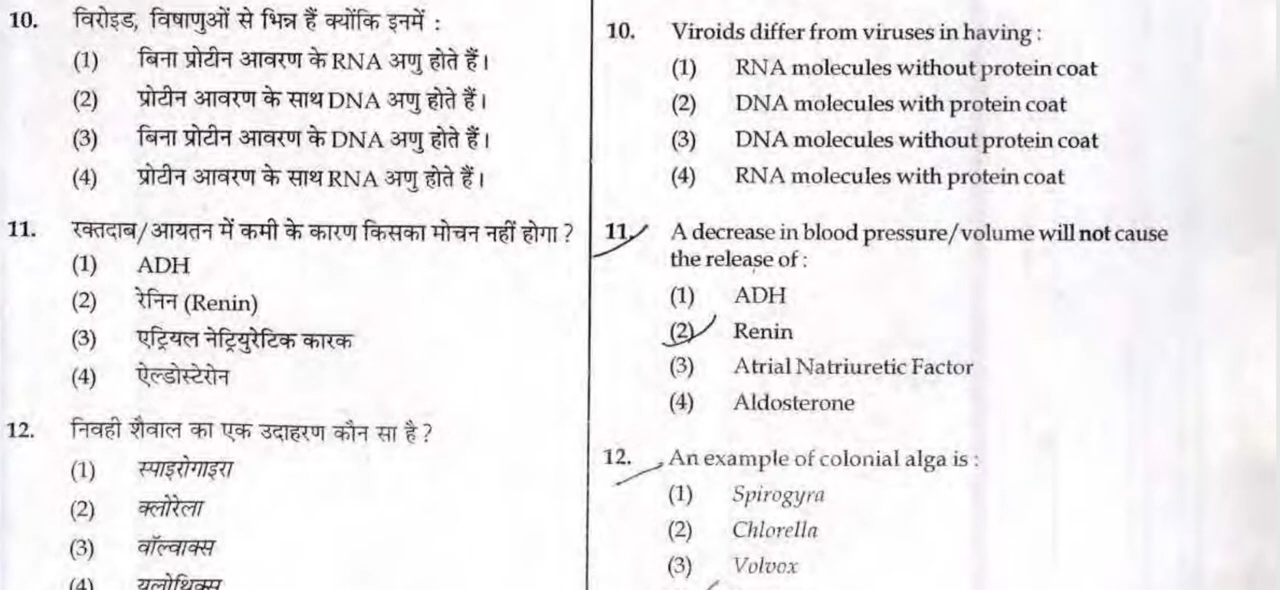 10. विरोइड, विषाणुओं से भिन्न हैं क्योंकि इनमें :
(1) बिना प्रोटीन आवरण के RNA अणु होते हैं।
(2) प्रोटीन आवरण के साथ DNA अणु होते हैं।
(3) बिना प्रोटीन आवरण के DNA अणु होते हैं।
(4) प्रोटीन आवरण के साथ RNA अणु होते हैं।
11. रक्तदाब/आयतन में कमी के कारण किसका मोचन नहीं होगा ?
(1) ADH
(2) रेनिन (Renin)
(3) एट्रियल नेट्रियुरेटिक कारक
(4) ऐल्डोस्टेरोन
12. निवही शैवाल का एक उदाहरण कौन सा है ?
(1) स्पाइरोगाइरा
(2) क्लोरेला
(3) वॉल्वाक्स
(4) यूलोथ्रिक्स
10. Viroids differ from viruses in having :
(1) RNA molecules without protein coat
(2) DNA molecules with protein coat
(3) DNA molecules without protein coat
(4) RNA molecules with protein coat
11. A decrease in blood pressure/volume will not cause
the release of :
(1) ADH
(2) Renin
(3) Atrial Natriuretic Factor
(4) Aldosterone
12. An example of colonial alga is :
(1) Spirogyra
(2) Chlorella
(3) Volvox